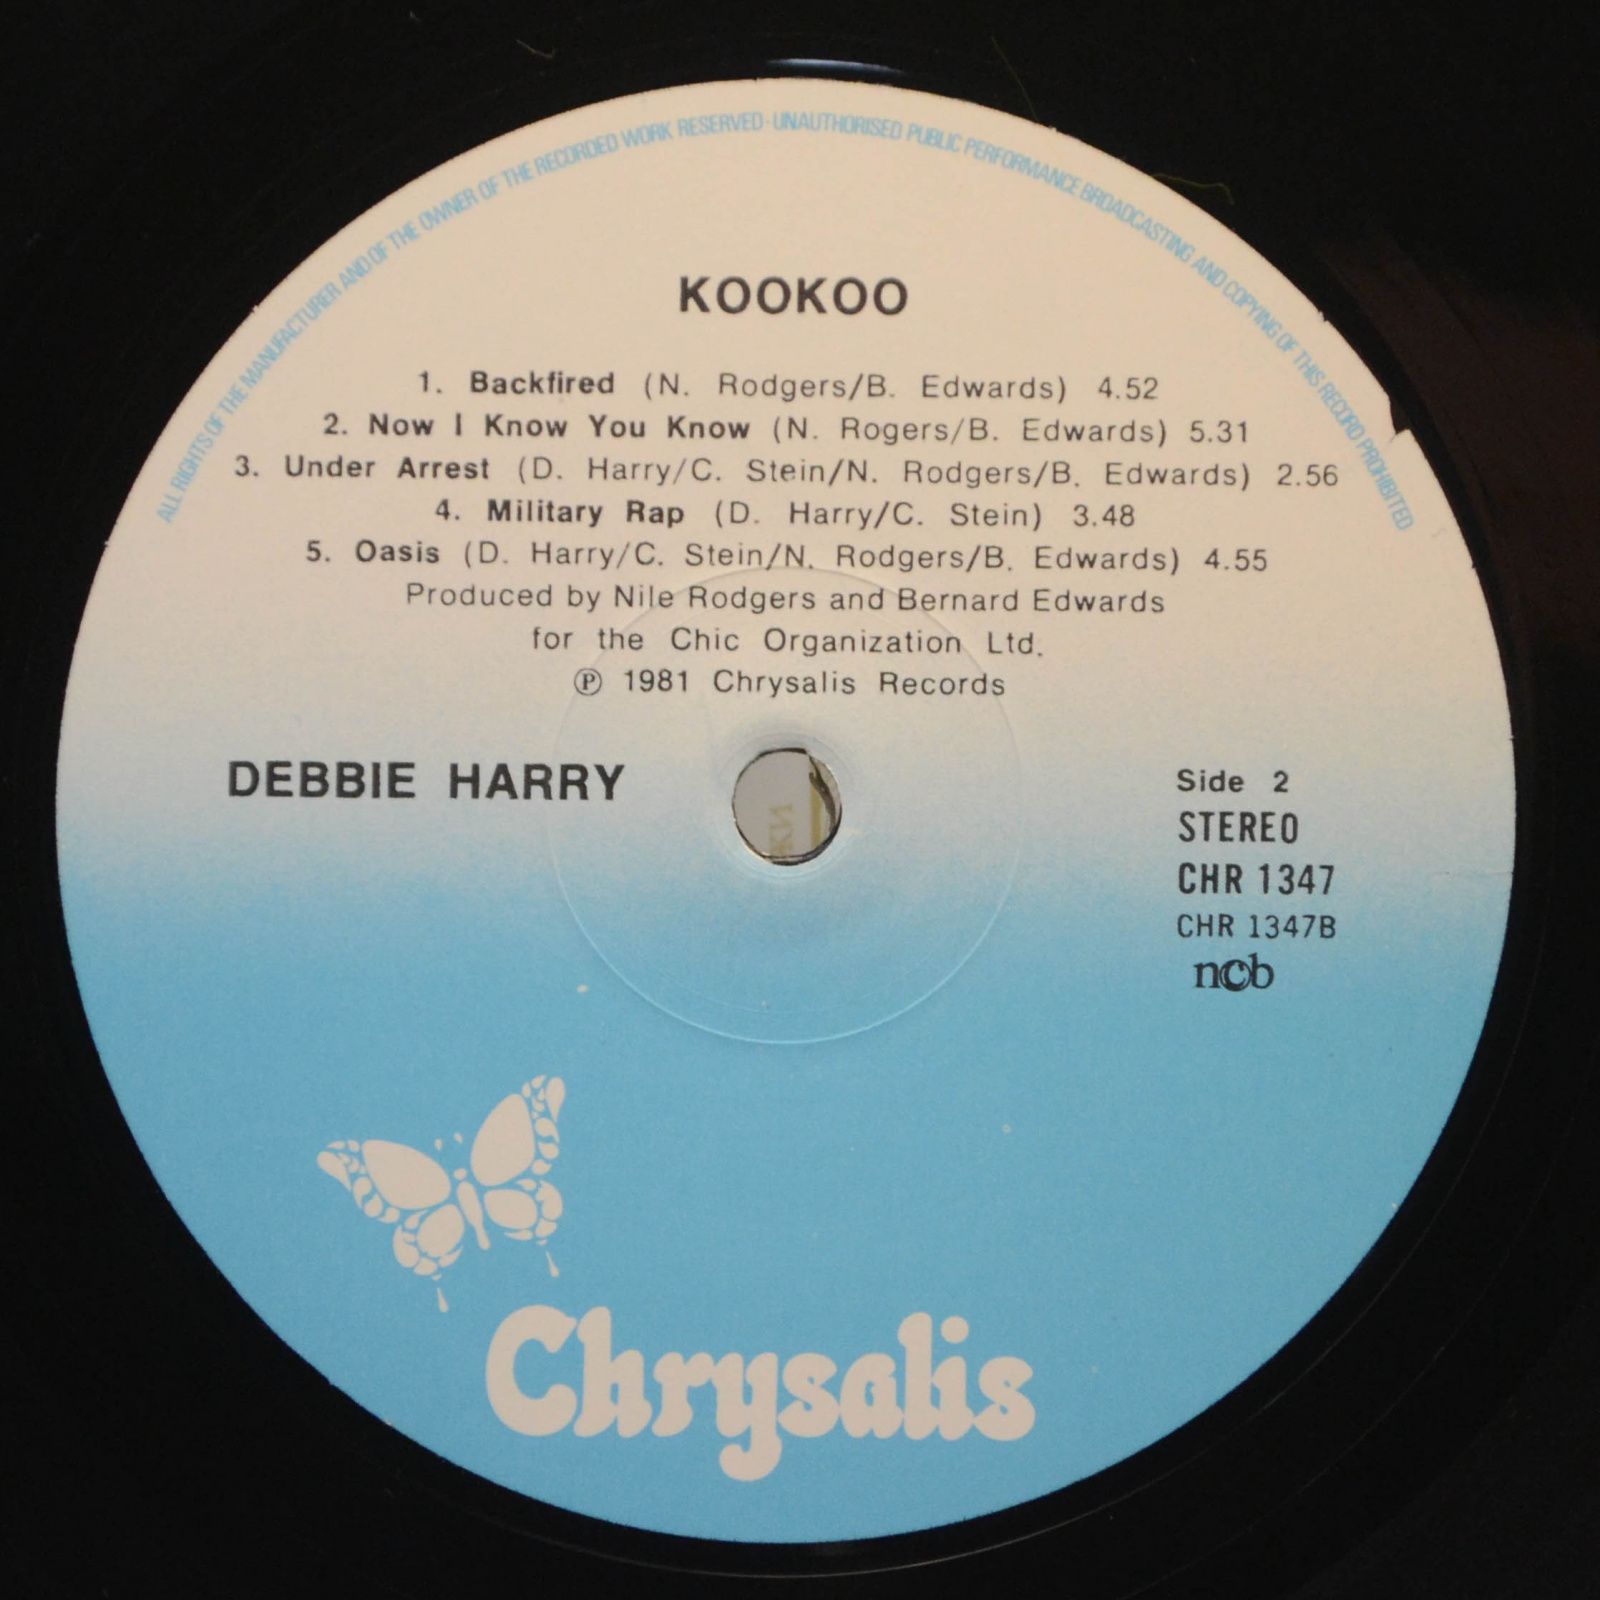 ALL RIGHTS OF THE MANUFACTURER AND OF THE OWNER OF THE RECORDED WORK RESERVED · UNAUTHORISED PUBLIC PERFORMANCE BROADCASTING AND COPYING OF THIS RECORD PROHIBITED
KOOKOO
1. Backfired (N. Rodgers/B. Edwards) 4.52
2. Now I Know You Know (N. Rogers/B. Edwards) 5.31
3. Under Arrest (D. Harry/C. Stein/N. Rodgers/B. Edwards) 2.56
4. Military Rap (D. Harry/C. Stein) 3.48
5. Oasis (D. Harry/C. Stein/N. Rodgers/B. Edwards) 4.55
Produced by Nile Rodgers and Bernard Edwards
for the Chic Organization Ltd.
℗ 1981 Chrysalis Records
DEBBIE HARRY
Side 2
STEREO
CHR 1347
CHR 1347B
ncb
Chrysalis